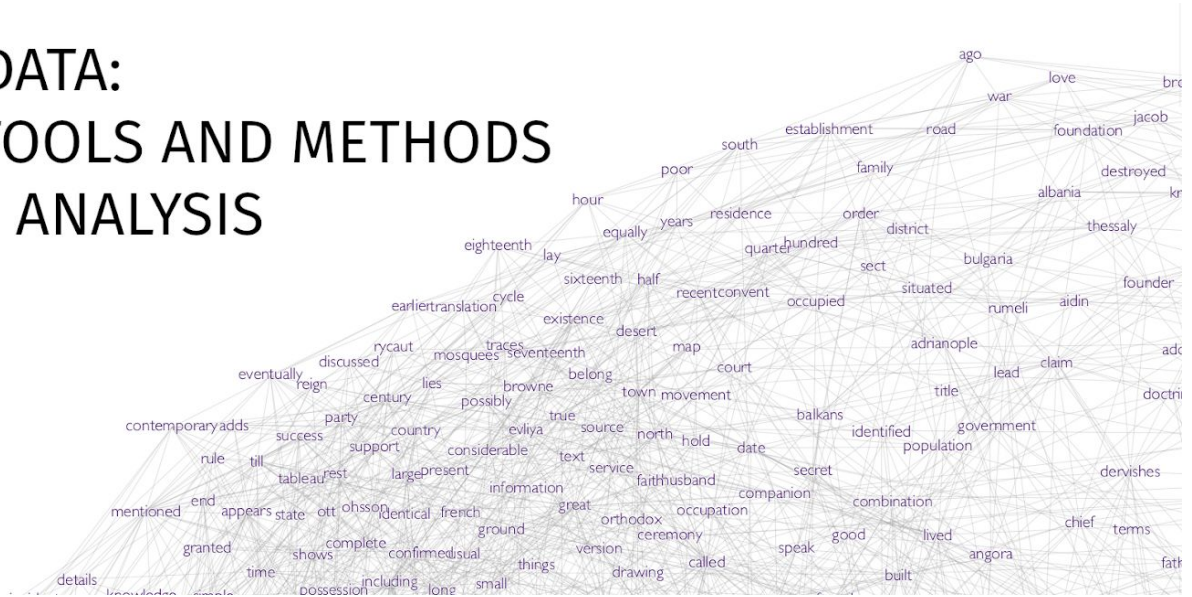 DATA:
TOOLS AND METHODS
ANALYSIS
ago
love
war
jacob
establishment road foundation
south
poor family destroyed
hour albania
years residence order
equally district thessaly
eighteenth quarter hundred
lay sect bulgaria
sixteenth half founder
recent convent situated
earlier translation cycle occupied rumeli aidin
existence
desert
rycaut traces map adrianople
discussed mosques seventeenth
eventually belong court claim
reign lies browne lead
century possibly town movement title
party true balkans
contemporary adds country evliya source north identified government
success hold population
support considerable date
rule till text
tableau rest large present service secret dervishes
information faith husband
end great companion combination
mentioned appears state ott ohsson identical french orthodox occupation
ground ceremony good lived chief terms
granted shows complete confirmed usual version speak angora
things called
time drawing built
details including small
possession long
knowledge simple